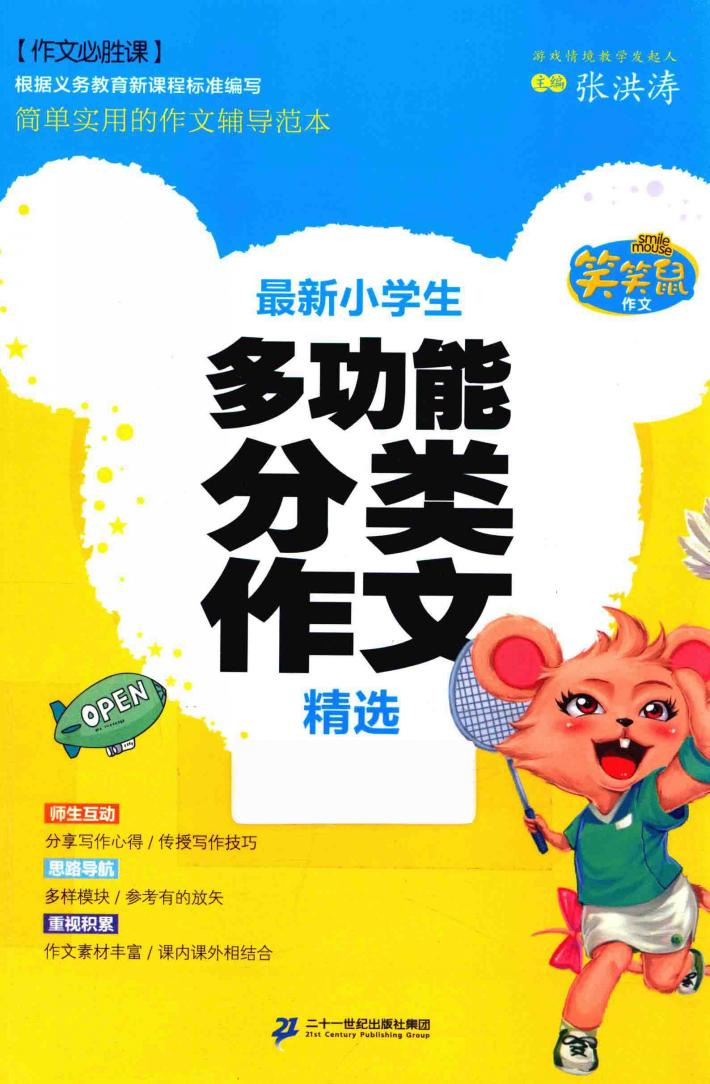 【作文必胜课】
根据义务教育新课程标准编写
简单实用的作文辅导范本
游戏情境教学发起人
主编 张洪涛
smile
mouse
笑笑鼠
作文
最新小学生
多功能
分类
作文
精选
OPEN
师生互动
分享写作心得 / 传授写作技巧
思路导航
多样模块 / 参考有的放矢
重视积累
作文素材丰富 / 课内课外相结合
21 二十一世纪出版社集团
21st Century Publishing Group